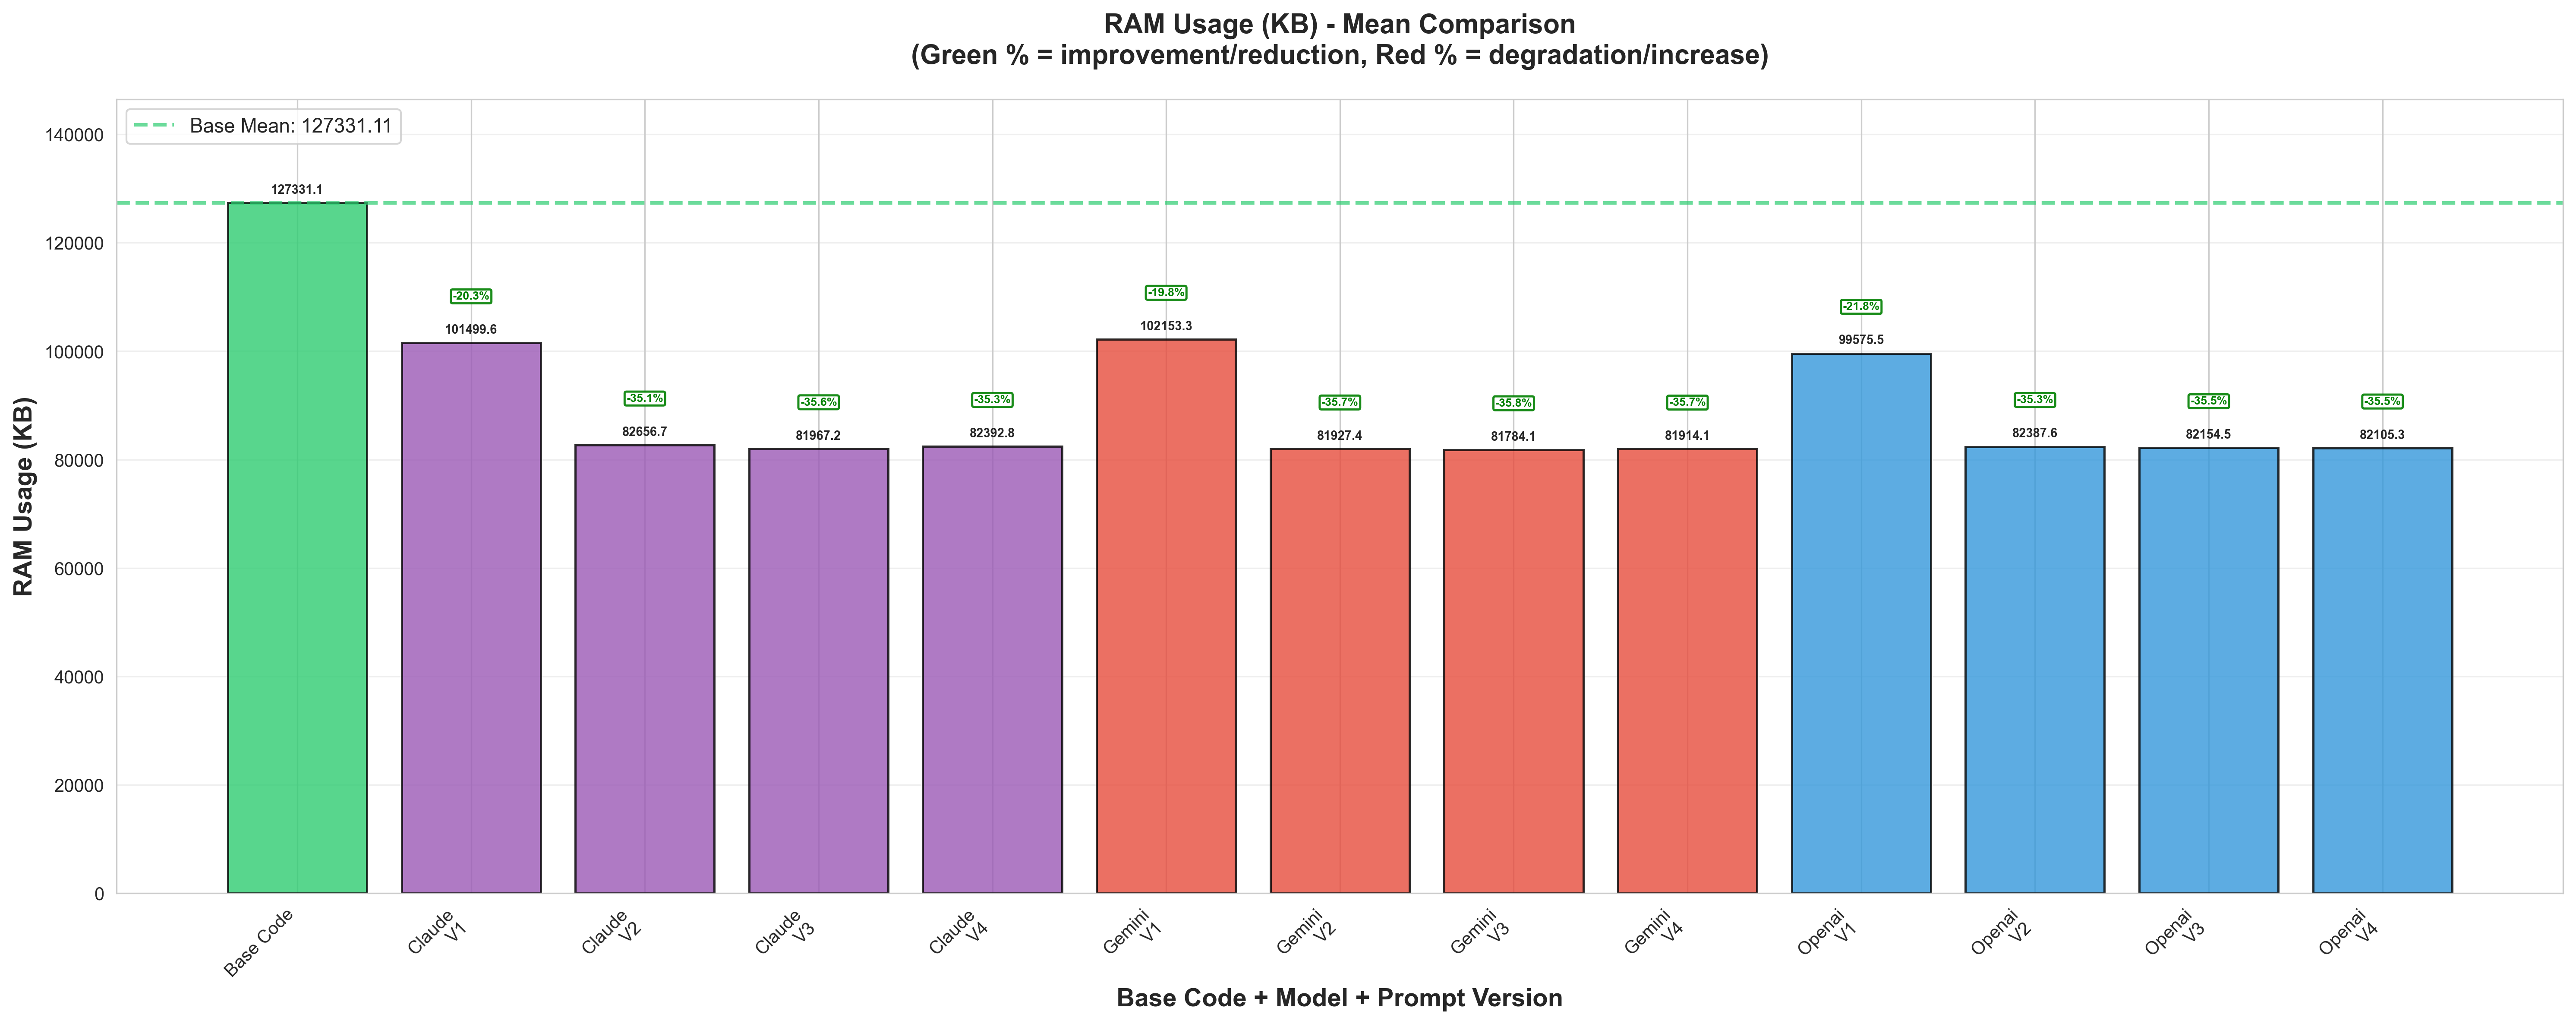 RAM Usage (KB) - Mean Comparison
(Green % = improvement/reduction, Red % = degradation/increase)
Base Mean: 127331.11
RAM Usage (KB)
140000
120000
100000
80000
60000
40000
20000
0
127331.1
-20.3%
101499.6
-35.1%
82656.7
-35.6%
81967.2
-35.3%
82392.8
-19.8%
102153.3
-35.7%
81927.4
-35.8%
81784.1
-35.7%
81914.1
-21.8%
99575.5
-35.3%
82387.6
-35.5%
82154.5
-35.5%
82105.3
Base Code
Claude
V1
Claude
V2
Claude
V3
Claude
V4
Gemini
V1
Gemini
V2
Gemini
V3
Gemini
V4
Openai
V1
Openai
V2
Openai
V3
Openai
V4
Base Code + Model + Prompt Version